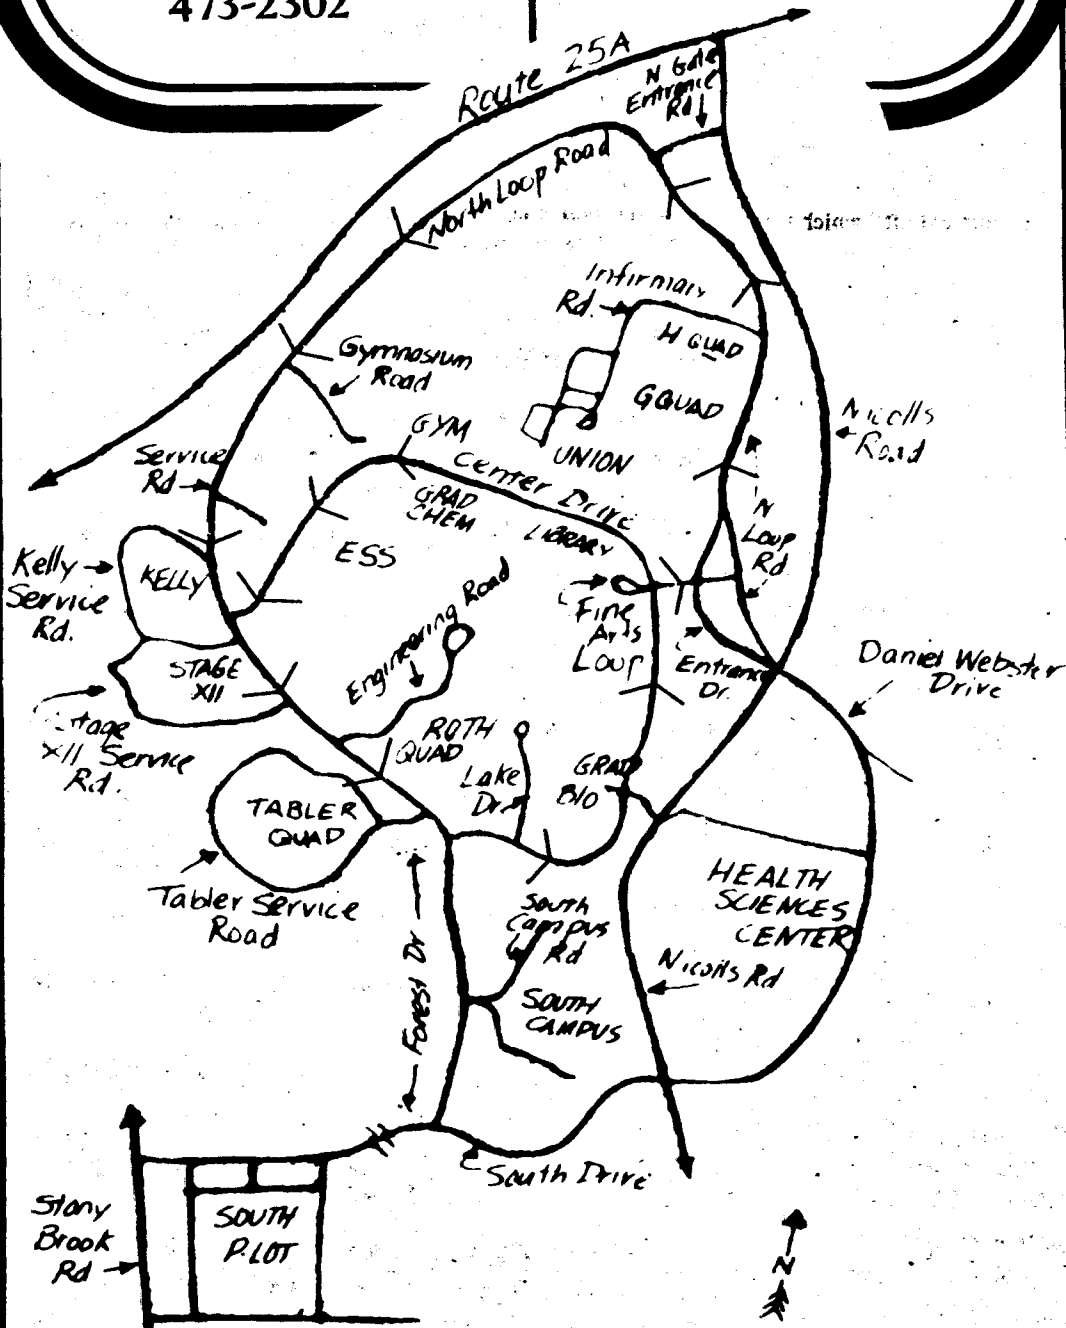 473-2302
Route 25A
N Gate
Entrance
Rd
North Loop Road
Infirmary
Rd.
H QUAD
G QUAD
Gymnasium
Road
GYM
UNION
Nicolls
Road
Center Drive
Service
Rd
GRAD
CHEM
LIBRARY
N
Loop
Rd
ESS
Kelly
Service
Rd.
KELLY
Engineering Road
Fine
Arts
Loop
Entrance
Dr.
Daniel Webster
Drive
STAGE
XII
Stage
XII Service
Rd.
ROTH
QUAD
Lake
Dr
GRAD
BIO
TABLER
QUAD
Tabler Service
Road
HEALTH
SCIENCES
CENTER
South
Campus
Rd
Nicolls Rd
Forest Dr
SOUTH
CAMPUS
South Drive
Stony
Brook
Rd
SOUTH
P. LOT
N